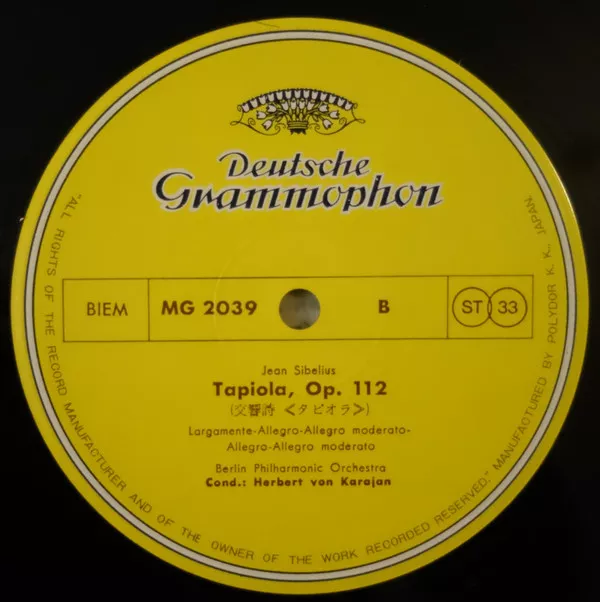 Deutsche
Grammophon
BIEM MG 2039 B ST 33
Jean Sibelius
Tapiola, Op. 112
(交響詩 ≪タピオラ≫)
Largamente-Allegro-Allegro moderato-
Allegro-Allegro moderato
Berlin Philharmonic Orchestra
Cond.: Herbert von Karajan
"ALL RIGHTS OF THE RECORD MANUFACTURER AND OF THE OWNER OF THE WORK RECORDED RESERVED." MANUFACTURED BY POLYDOR K. K., JAPAN.